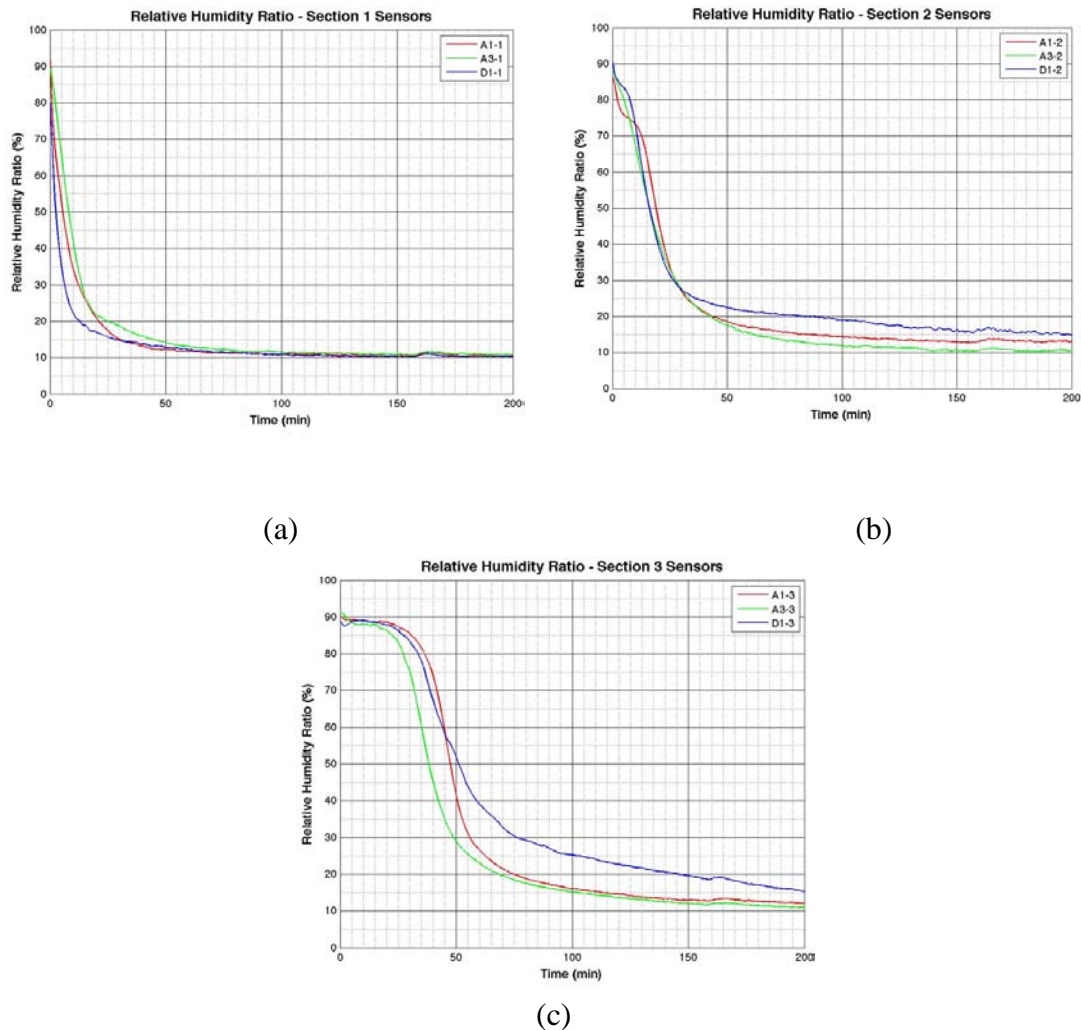 Relative Humidity Ratio - Section 1 Sensors
A1-1
A3-1
D1-1
Relative Humidity Ratio (%)
100
90
80
70
60
50
40
30
20
10
0
0 50 100 150 200
Time (min)
(a)
Relative Humidity Ratio - Section 2 Sensors
A1-2
A3-2
D1-2
Relative Humidity Ratio (%)
100
90
80
70
60
50
40
30
20
10
0
0 50 100 150 200
Time (min)
(b)
Relative Humidity Ratio - Section 3 Sensors
A1-3
A3-3
D1-3
Relative Humidity Ratio (%)
100
90
80
70
60
50
40
30
20
10
0
0 50 100 150 200
Time (min)
(c)